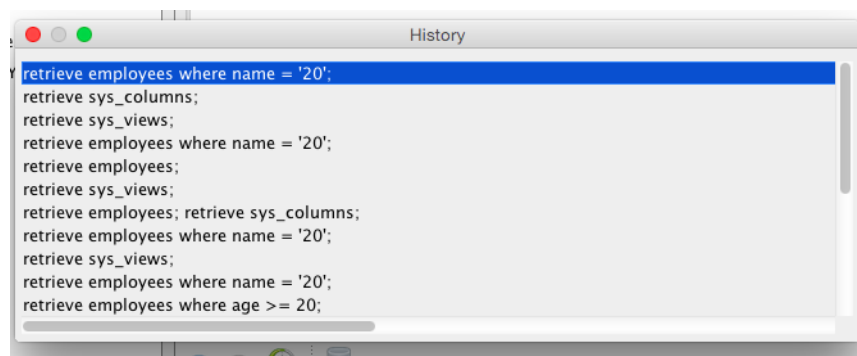 History
retrieve employees where name = '20';
retrieve sys_columns;
retrieve sys_views;
retrieve employees where name = '20';
retrieve employees;
retrieve sys_views;
retrieve employees; retrieve sys_columns;
retrieve employees where name = '20';
retrieve sys_views;
retrieve employees where name = '20';
retrieve employees where age >= 20;